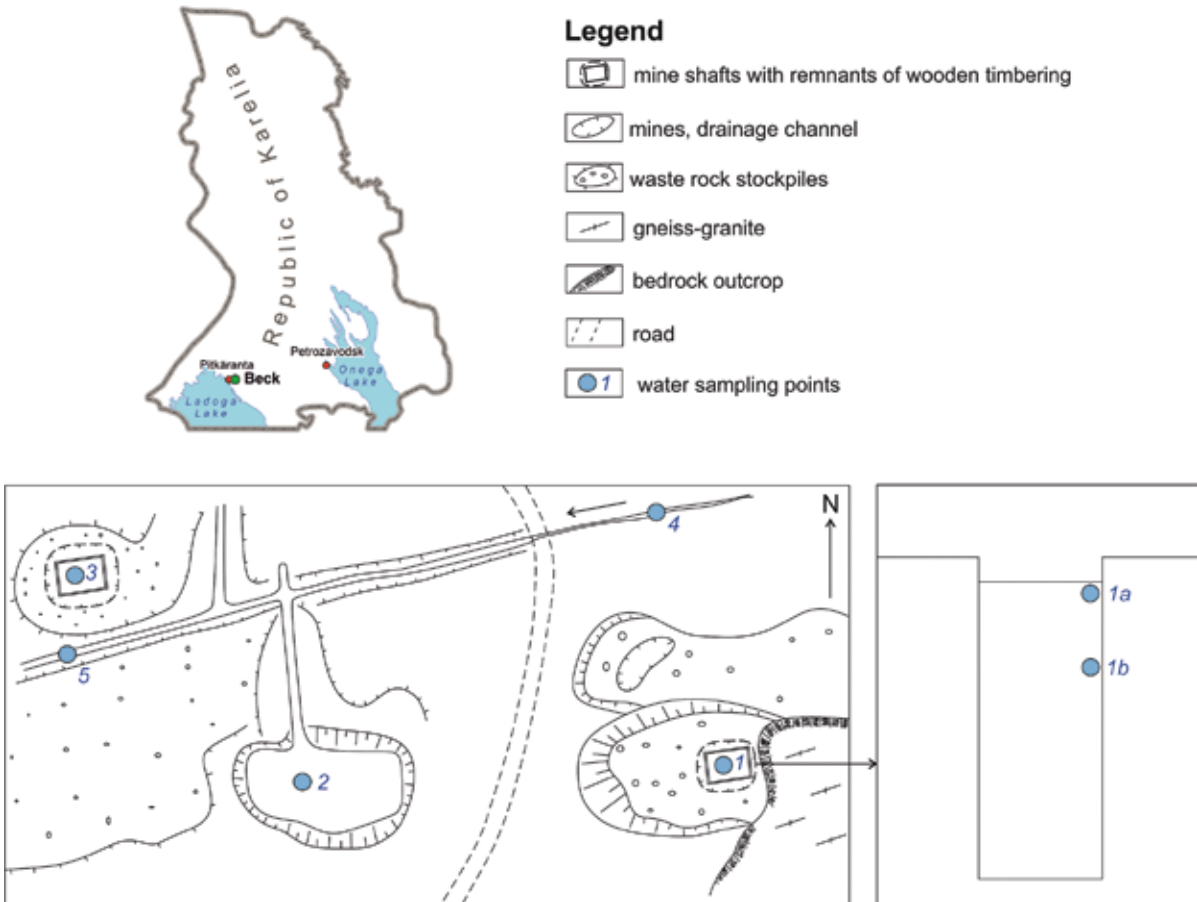 Republic of Karelia
Petrozavodsk
Pitkäranta
Beck
Onega
Lake
Ladoga
Lake
Legend
mine shafts with remnants of wooden timbering
mines, drainage channel
waste rock stockpiles
gneiss-granite
bedrock outcrop
road
1 water sampling points
N
4
3
5
2
1
1a
1b